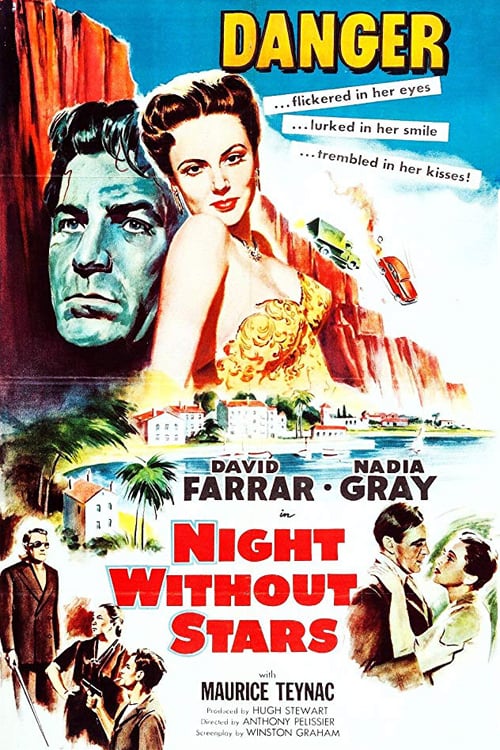 DANGER
...flickered in her eyes
...lurked in her smile
...trembled in her kisses!
DAVID FARRAR · NADIA GRAY
in
NIGHT
WITHOUT
STARS
with
MAURICE TEYNAC
Produced by HUGH STEWART
Directed by ANTHONY PELISSIER
Screenplay by WINSTON GRAHAM